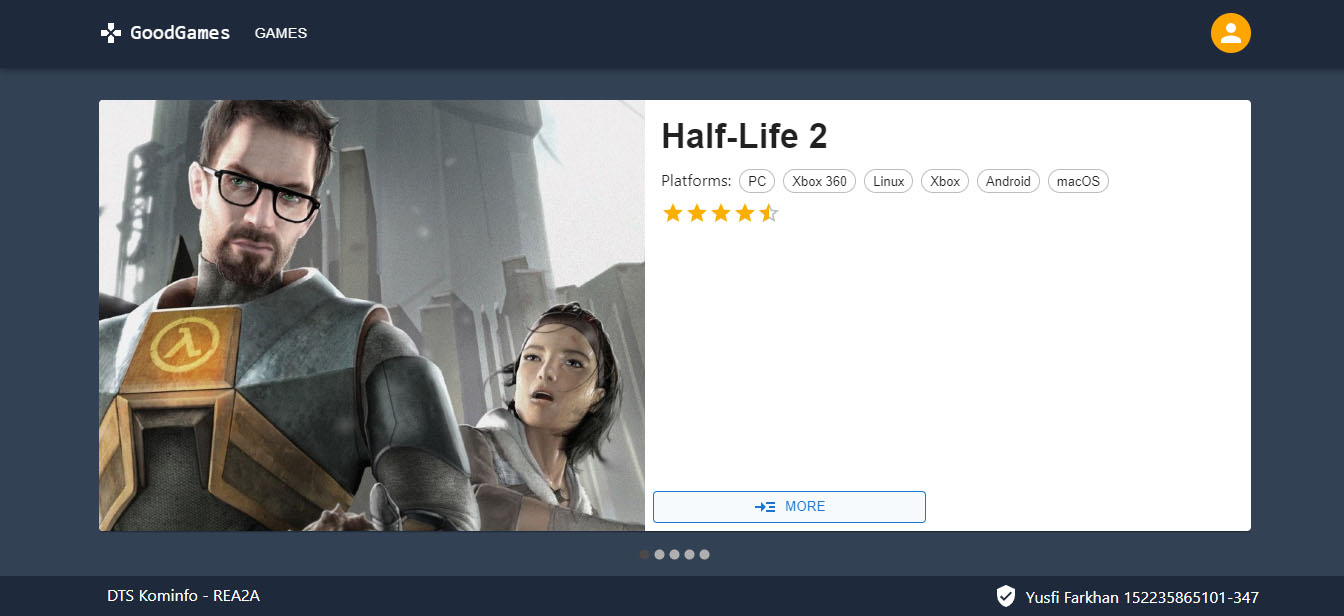 GoodGames GAMES
Half-Life 2
Platforms: PC Xbox 360 Linux Xbox Android macOS
MORE
DTS Kominfo - REA2A Yusfi Farkhan 152235865101-347